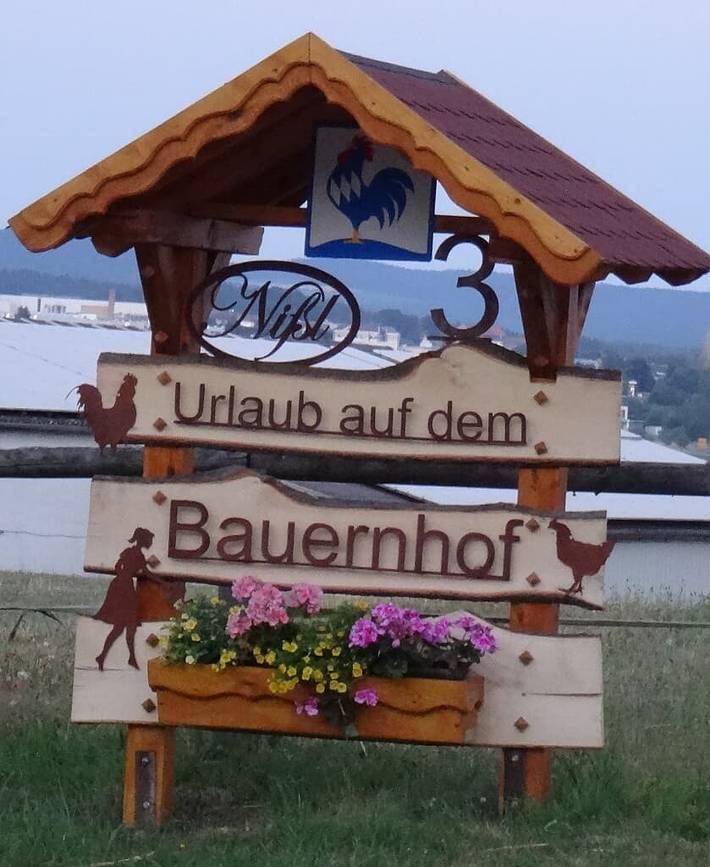 Nißl
3
Urlaub auf dem
Bauernhof